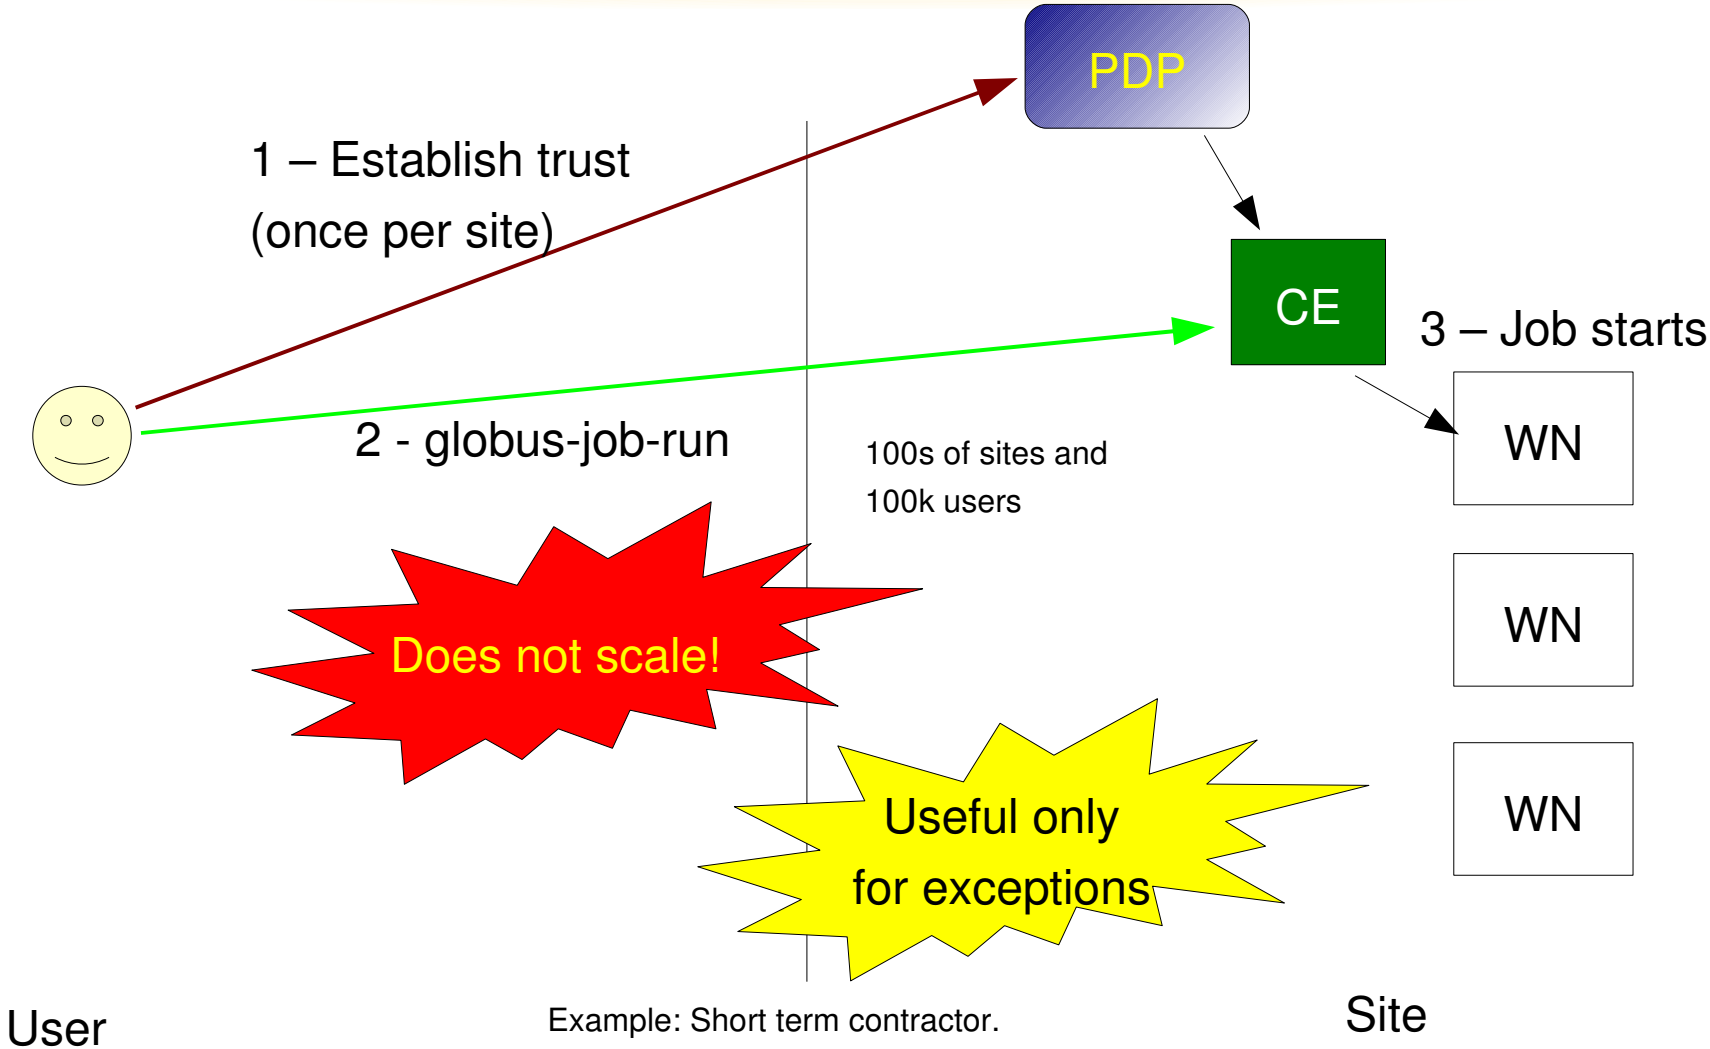 PDP
1 – Establish trust
(once per site)
CE
3 – Job starts
2 - globus-job-run
100s of sites and
100k users
WN
Does not scale!
WN
Useful only
for exceptions
WN
User
Example: Short term contractor.
Site